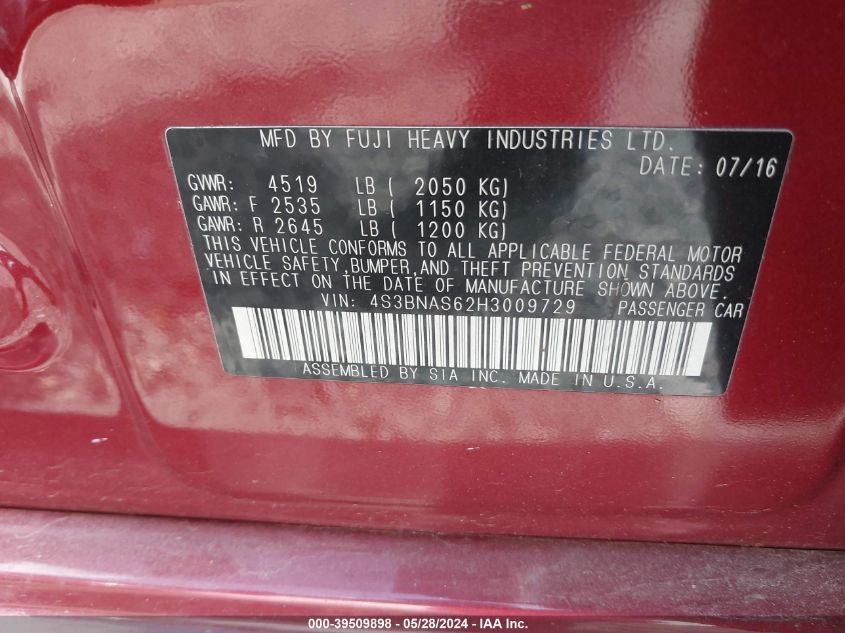 MFD BY FUJI HEAVY INDUSTRIES LTD.
DATE: 07/16
GVWR: 4519 LB ( 2050 KG)
GAWR: F 2535 LB ( 1150 KG)
GAWR: R 2645 LB ( 1200 KG)
THIS VEHICLE CONFORMS TO ALL APPLICABLE FEDERAL MOTOR
VEHICLE SAFETY,BUMPER,AND THEFT PREVENTION STANDARDS
IN EFFECT ON THE DATE OF MANUFACTURE SHOWN ABOVE.
VIN: 4S3BNAS62H3009729 PASSENGER CAR
ASSEMBLED BY SIA INC. MADE IN U.S.A.
000-39509898 - 05/28/2024 - IAA Inc.